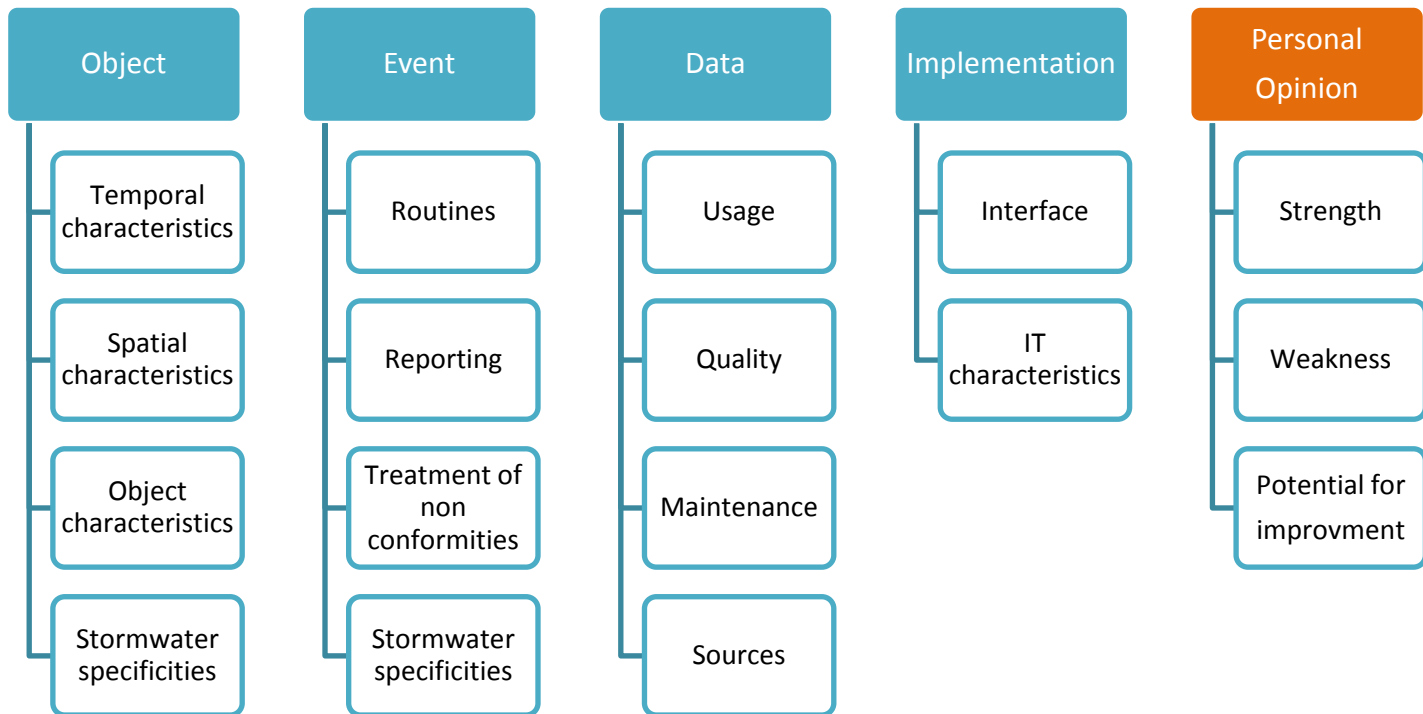 Object
Temporal
characteristics
Spatial
characteristics
Object
characteristics
Stormwater
specificities
Event
Routines
Reporting
Treatment of
non
conformities
Stormwater
specificities
Data
Usage
Quality
Maintenance
Sources
Implementation
Interface
IT
characteristics
Personal
Opinion
Strength
Weakness
Potential for
improvment